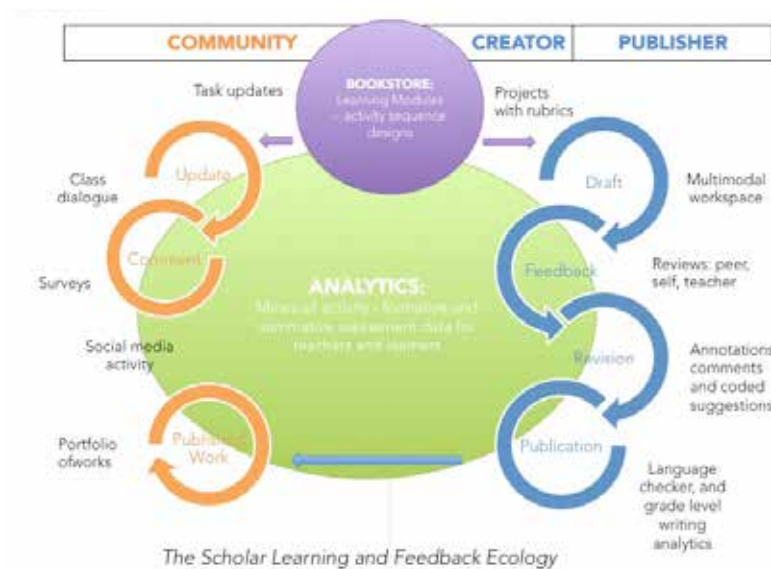 COMMUNITY
CREATOR
PUBLISHER
BOOKSTORE:
Learning Modules
– activity sequence
designs
Task updates
Projects
with rubrics
Update
Draft
Class
dialogue
Multimodal
workspace
Comment
Feedback
Surveys
Reviews: peer,
self, teacher
ANALYTICS:
Mines all activity - formative and
summative assessment data for
teachers and learners
Social media
activity
Revision
Annotations,
comments
and coded
suggestions
Portfolio
ofworks
Published
Work
Publication
Language
checker, and
grade level
writing
analytics
The Scholar Learning and Feedback Ecology